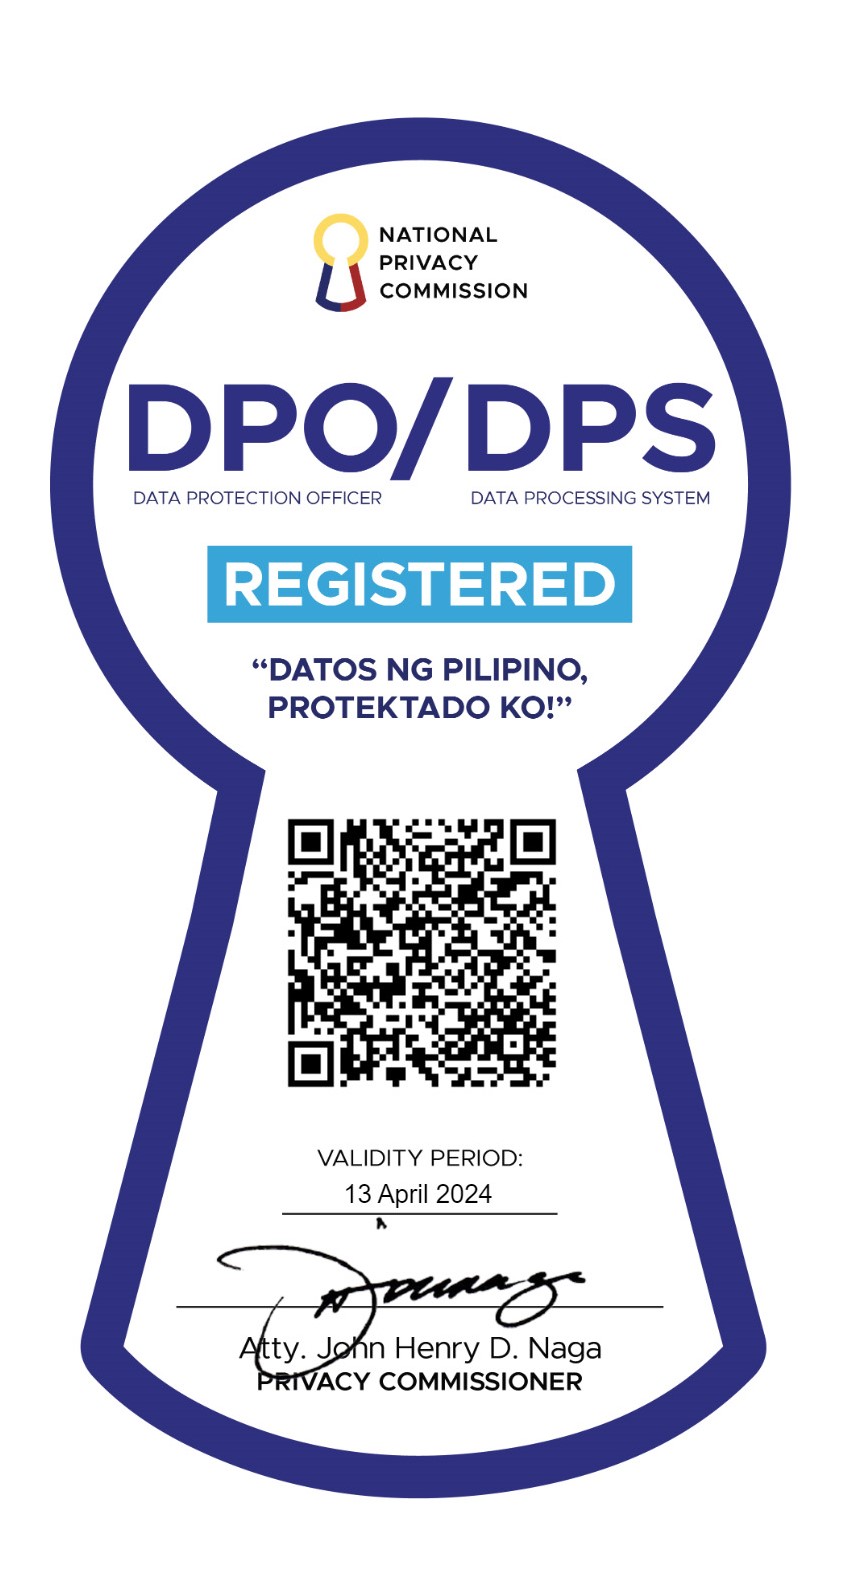 NATIONAL
PRIVACY
COMMISSION
DPO/DPS
DATA PROTECTION OFFICER DATA PROCESSING SYSTEM
REGISTERED
“DATOS NG PILIPINO,
PROTEKTADO KO!”
VALIDITY PERIOD:
13 April 2024
Atty. John Henry D. Naga
PRIVACY COMMISSIONER